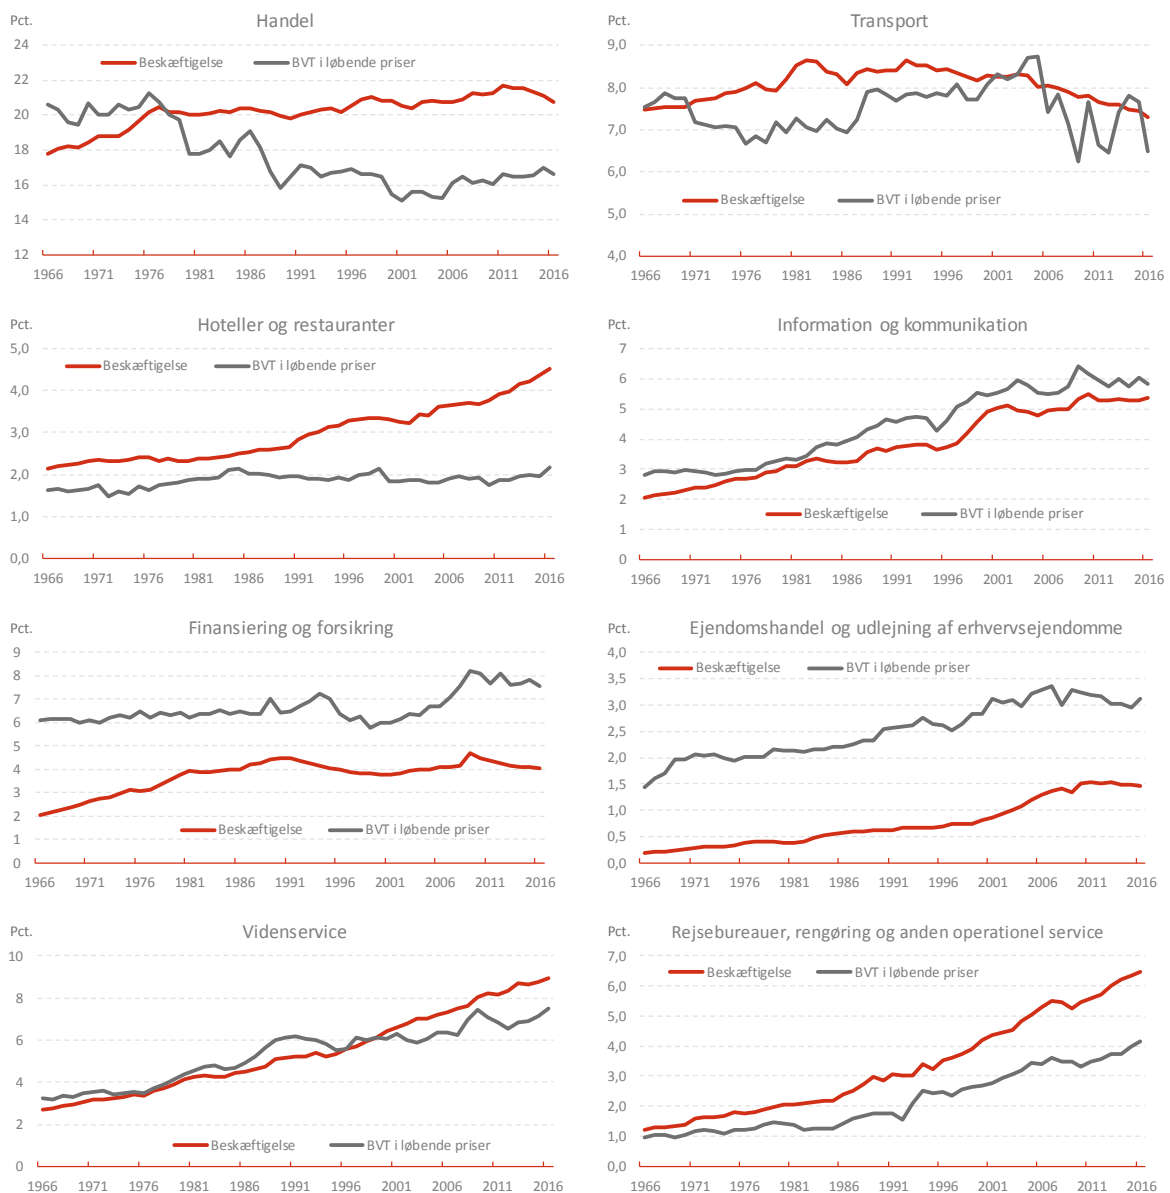 Pct.
Handel
24
22
20
18
16
14
12
Beskæftigelse
BVT i løbende priser
1966 1971 1976 1981 1986 1991 1996 2001 2006 2011 2016
Pct.
Transport
9,0
8,0
7,0
6,0
5,0
4,0
Beskæftigelse
BVT i løbende priser
1966 1971 1976 1981 1986 1991 1996 2001 2006 2011 2016
Pct.
Hoteller og restauranter
5,0
4,0
3,0
2,0
1,0
0,0
Beskæftigelse
BVT i løbende priser
1966 1971 1976 1981 1986 1991 1996 2001 2006 2011 2016
Pct.
Information og kommunikation
7
6
5
4
3
2
1
0
Beskæftigelse
BVT i løbende priser
1966 1971 1976 1981 1986 1991 1996 2001 2006 2011 2016
Pct.
Finansiering og forsikring
9
8
7
6
5
4
3
2
1
0
Beskæftigelse
BVT i løbende priser
1966 1971 1976 1981 1986 1991 1996 2001 2006 2011 2016
Pct.
Ejendomshandel og udlejning af erhvervsejendomme
4,0
3,5
3,0
2,5
2,0
1,5
1,0
0,5
0,0
Beskæftigelse
BVT i løbende priser
1966 1971 1976 1981 1986 1991 1996 2001 2006 2011 2016
Pct.
Videnservice
10
8
6
4
2
0
Beskæftigelse
BVT i løbende priser
1966 1971 1976 1981 1986 1991 1996 2001 2006 2011 2016
Pct.
Rejsebureauer, rengøring og anden operationel service
7,0
6,0
5,0
4,0
3,0
2,0
1,0
0,0
Beskæftigelse
BVT i løbende priser
1966 1971 1976 1981 1986 1991 1996 2001 2006 2011 2016